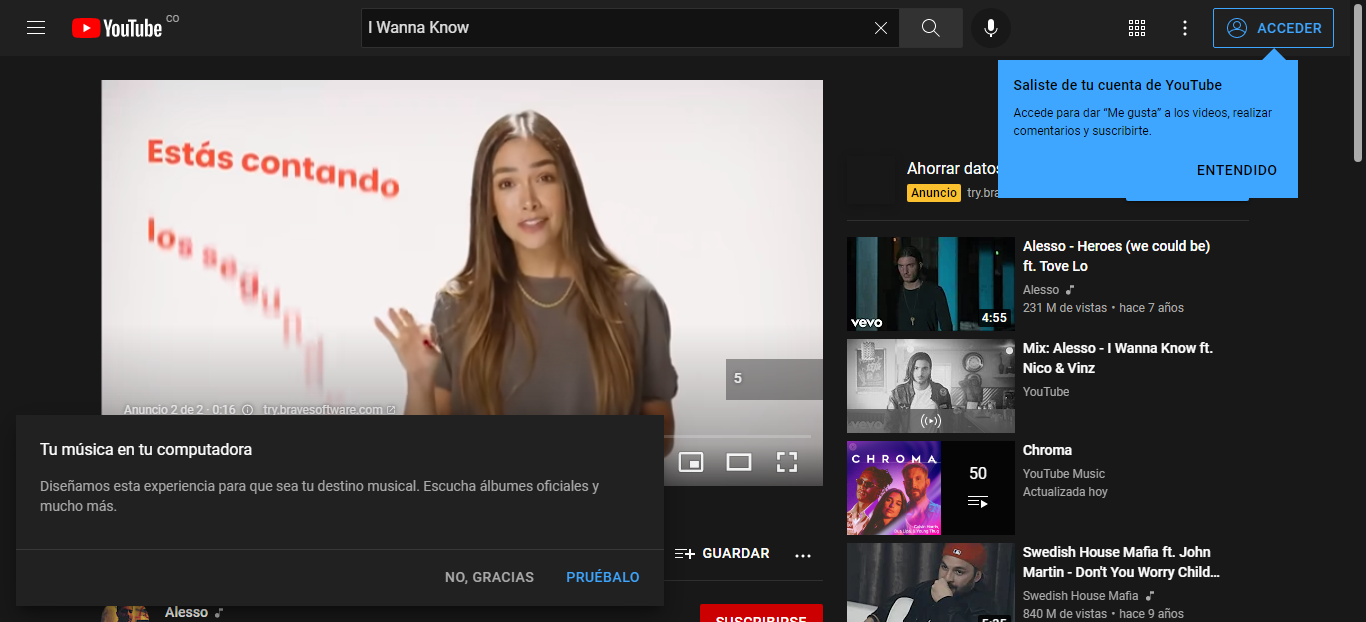 YouTube CO
I Wanna Know
ACCEDER
Saliste de tu cuenta de YouTube
Accede para dar “Me gusta” a los videos, realizar
comentarios y suscribirte.
ENTENDIDO
Estás contando
los segu
5
Anuncio 2 de 2 · 0:16
try.bravesoftware.com
Tu música en tu computadora
Diseñamos esta experiencia para que sea tu destino musical. Escucha álbumes oficiales y
mucho más.
NO, GRACIAS
PRUÉBALO
GUARDAR
Alesso
SUSCRIBIRSE
Ahorrar datos
Anuncio
try.bra
vevo
4:55
Alesso - Heroes (we could be)
ft. Tove Lo
Alesso
231 M de vistas • hace 7 años
vevo
Mix: Alesso - I Wanna Know ft.
Nico & Vinz
YouTube
CHROMA
50
Chroma
YouTube Music
Actualizada hoy
5:25
Swedish House Mafia ft. John
Martin - Don't You Worry Child...
Swedish House Mafia
840 M de vistas • hace 9 años